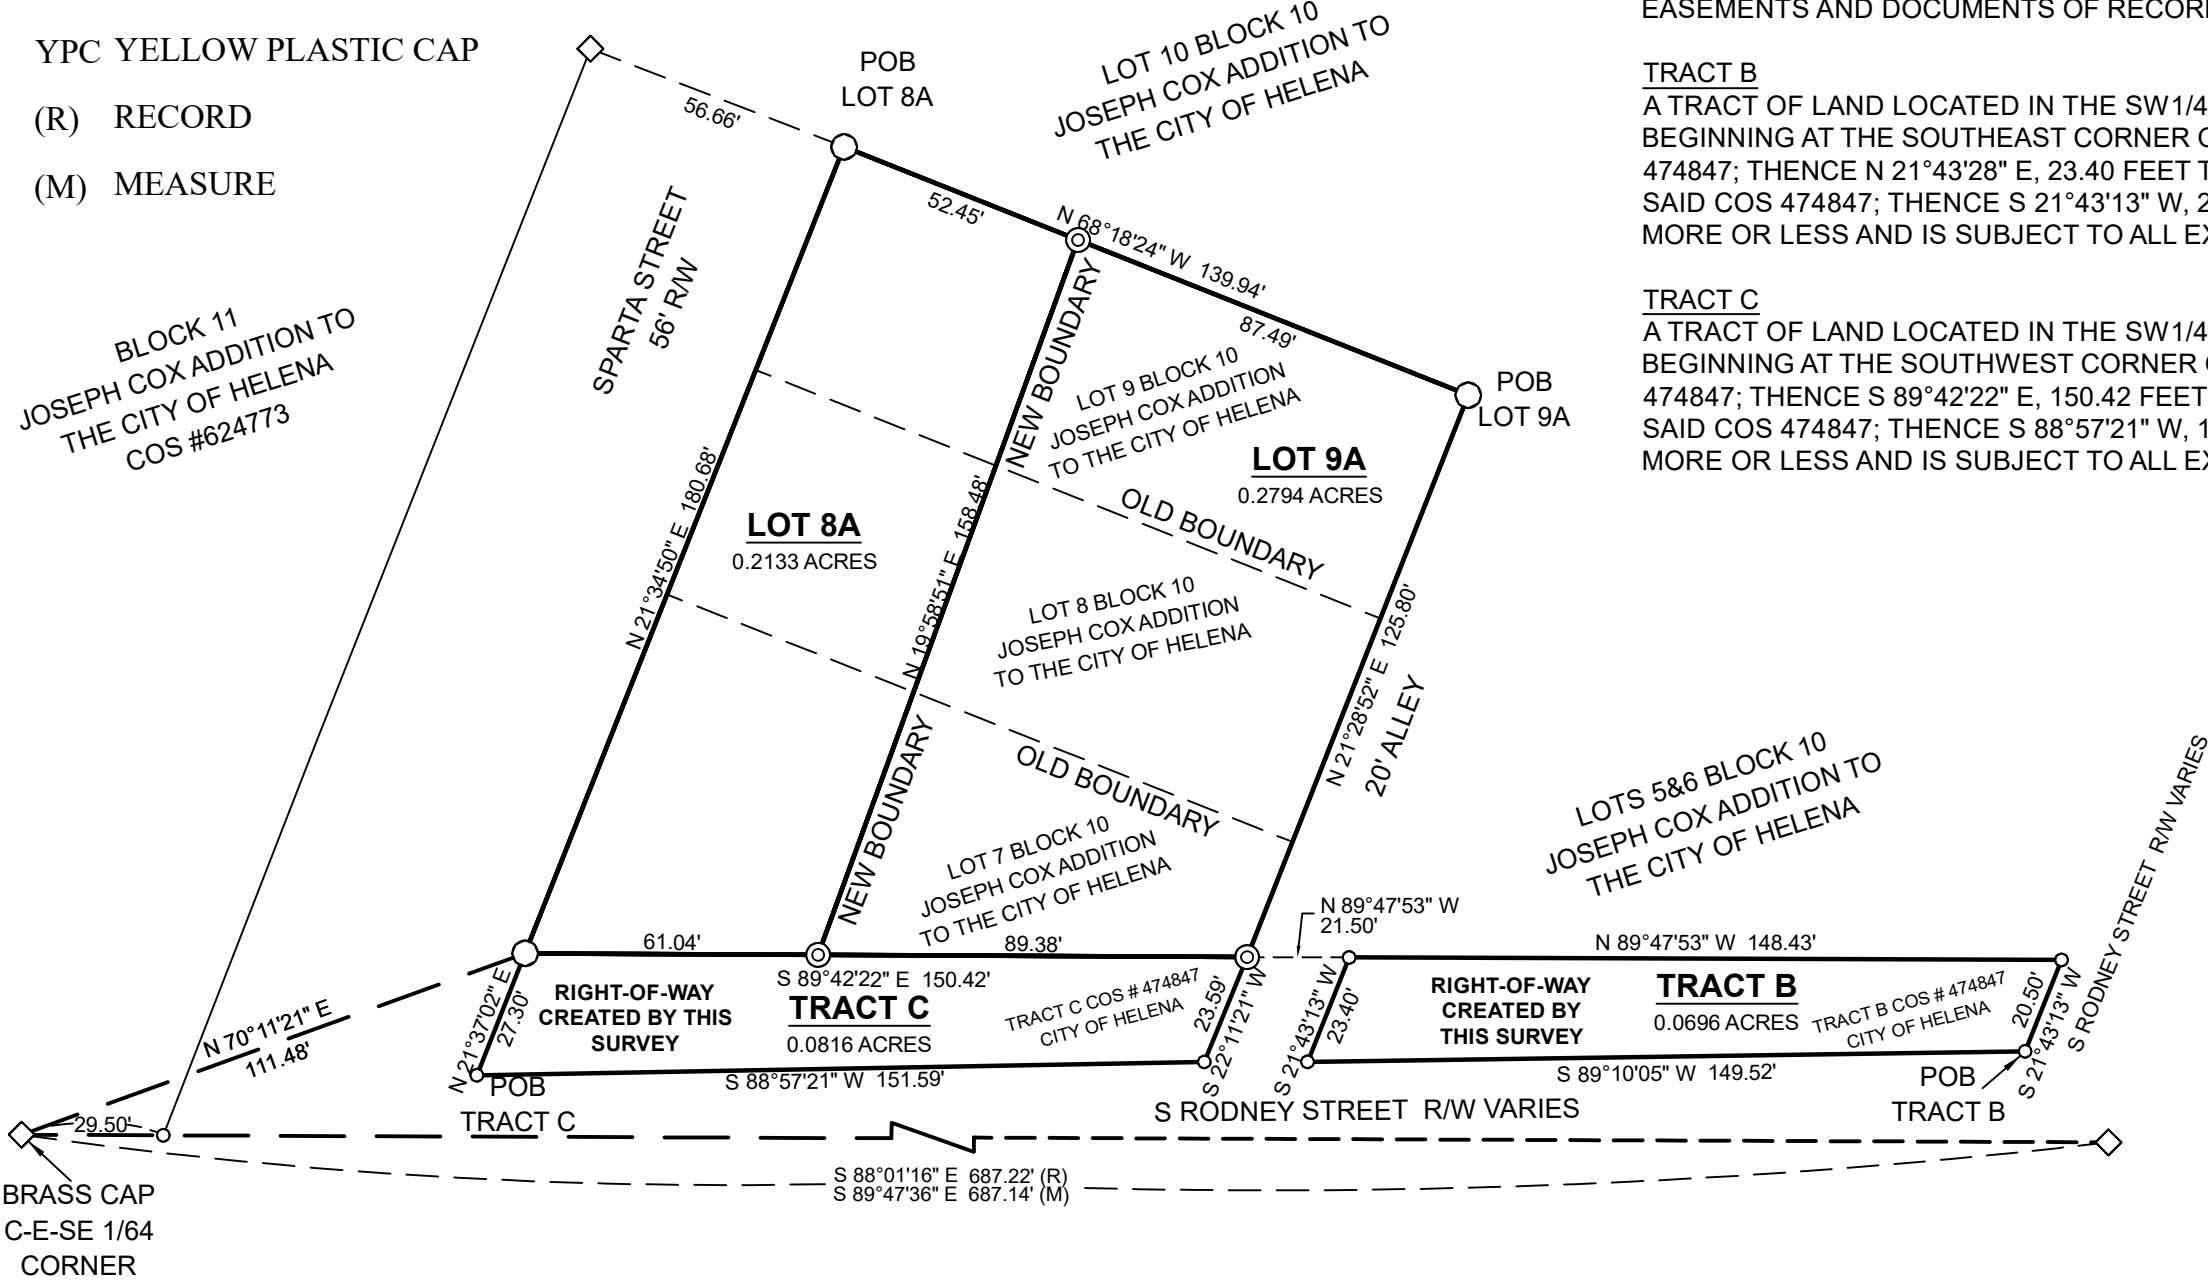 YPC YELLOW PLASTIC CAP
(R) RECORD
(M) MEASURE
BLOCK 11
JOSEPH COX ADDITION TO
THE CITY OF HELENA
COS #624773
56.66'
POB
LOT 8A
LOT 10 BLOCK 10
JOSEPH COX ADDITION TO
THE CITY OF HELENA
SPARTA STREET
56' R/W
52.45'
N 68°18'24" W 139.94'
87.49'
POB
LOT 9A
NEW BOUNDARY
LOT 9 BLOCK 10
JOSEPH COX ADDITION
TO THE CITY OF HELENA
LOT 9A
0.2794 ACRES
OLD BOUNDARY
N 21°34'50" E 180.68'
LOT 8A
0.2133 ACRES
N 19°58'51" E 158.48'
LOT 8 BLOCK 10
JOSEPH COX ADDITION
TO THE CITY OF HELENA
N 21°28'52" E 125.80'
20' ALLEY
NEW BOUNDARY
OLD BOUNDARY
LOT 7 BLOCK 10
JOSEPH COX ADDITION
TO THE CITY OF HELENA
LOTS 5&6 BLOCK 10
JOSEPH COX ADDITION TO
THE CITY OF HELENA
S RODNEY STREET R/W VARIES
61.04'
89.38'
S 89°42'22" E 150.42'
N 89°47'53" W
21.50'
N 89°47'53" W 148.43'
N 70°11'21" E
111.48'
N 21°37'02" E
27.30'
RIGHT-OF-WAY
CREATED BY THIS
SURVEY
TRACT C
0.0816 ACRES
TRACT C COS # 474847
CITY OF HELENA
23.59'
S 22°11'21" W
S 21°43'13" W
23.40'
RIGHT-OF-WAY
CREATED BY
THIS SURVEY
TRACT B
0.0696 ACRES
TRACT B COS # 474847
CITY OF HELENA
20.50'
S 21°43'13" W
POB
TRACT C
S 88°57'21" W 151.59'
S 89°10'05" W 149.52'
POB
TRACT B
S RODNEY STREET R/W VARIES
29.50'
S 88°01'16" E 687.22' (R)
S 89°47'36" E 687.14' (M)
BRASS CAP
C-E-SE 1/64
CORNER
EASEMENTS AND DOCUMENTS OF RECOR
TRACT B
A TRACT OF LAND LOCATED IN THE SW1/4
BEGINNING AT THE SOUTHEAST CORNER
474847; THENCE N 21°43'28" E, 23.40 FEET
SAID COS 474847; THENCE S 21°43'13" W, 2
MORE OR LESS AND IS SUBJECT TO ALL
TRACT C
A TRACT OF LAND LOCATED IN THE SW1/4
BEGINNING AT THE SOUTHWEST CORNER
474847; THENCE S 89°42'22" E, 150.42 FEET
SAID COS 474847; THENCE S 88°57'21" W, 1
MORE OR LESS AND IS SUBJECT TO ALL